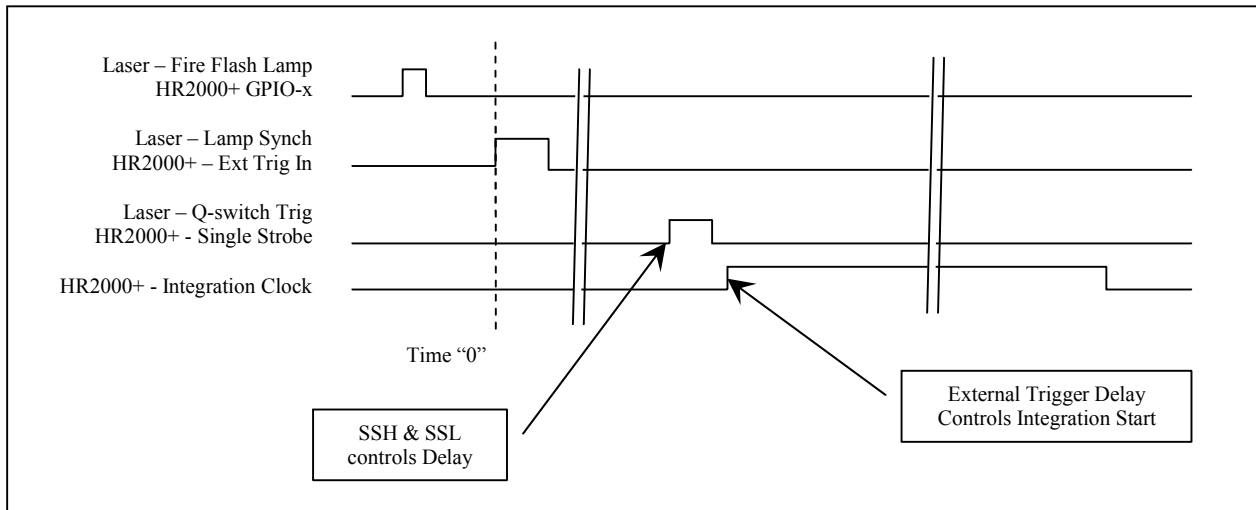 Laser – Fire Flash Lamp
HR2000+ GPIO-x
Laser – Lamp Synch
HR2000+ – Ext Trig In
Laser – Q-switch Trig
HR2000+ - Single Strobe
HR2000+ - Integration Clock
Time “0”
SSH & SSL
controls Delay
External Trigger Delay
Controls Integration Start